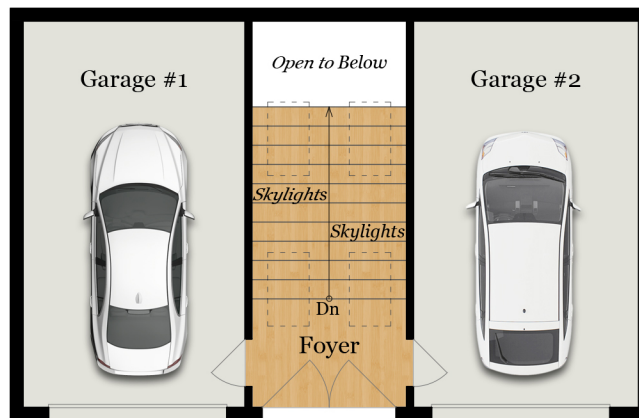 Open to Below
Garage #1
Garage #2
Skylights
Skylights
Dn
Foyer